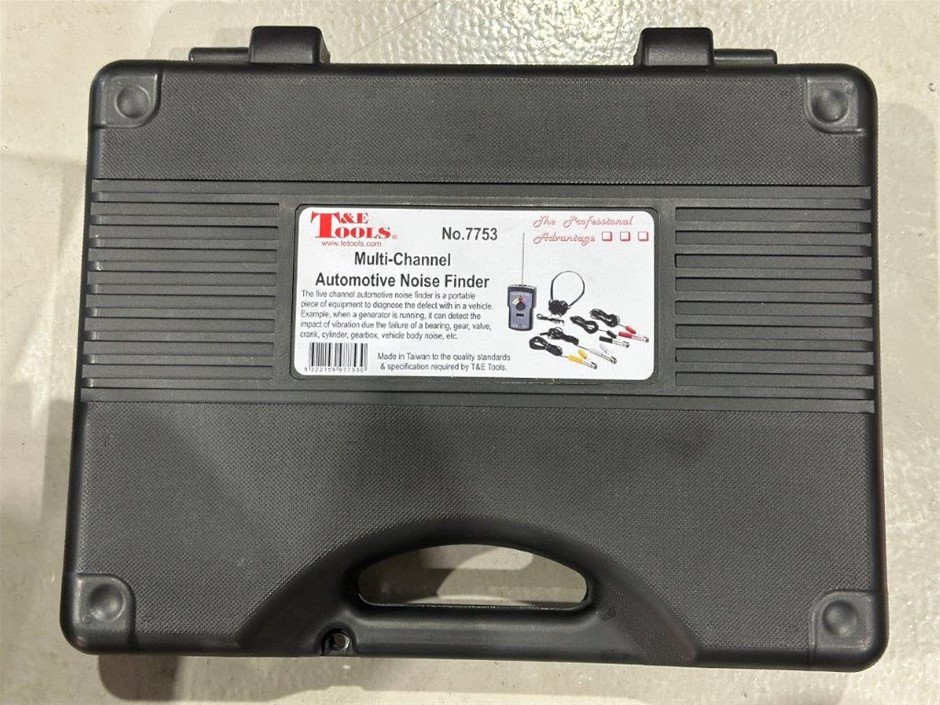 T&E
TOOLS®
www.tetools.com
No.7753
The Professional
Advantage
Multi-Channel
Automotive Noise Finder
The five channel automotive noise finder is a portable
piece of equipment to diagnose the defect with in a vehicle.
Example, when a generator is running, it can detect the
impact of vibration due the failure of a bearing, gear, valve,
crank, cylinder, gearbox, vehicle body noise, etc.
Made in Taiwan to the quality standards
& specification required by T&E Tools.
9 322159 077530